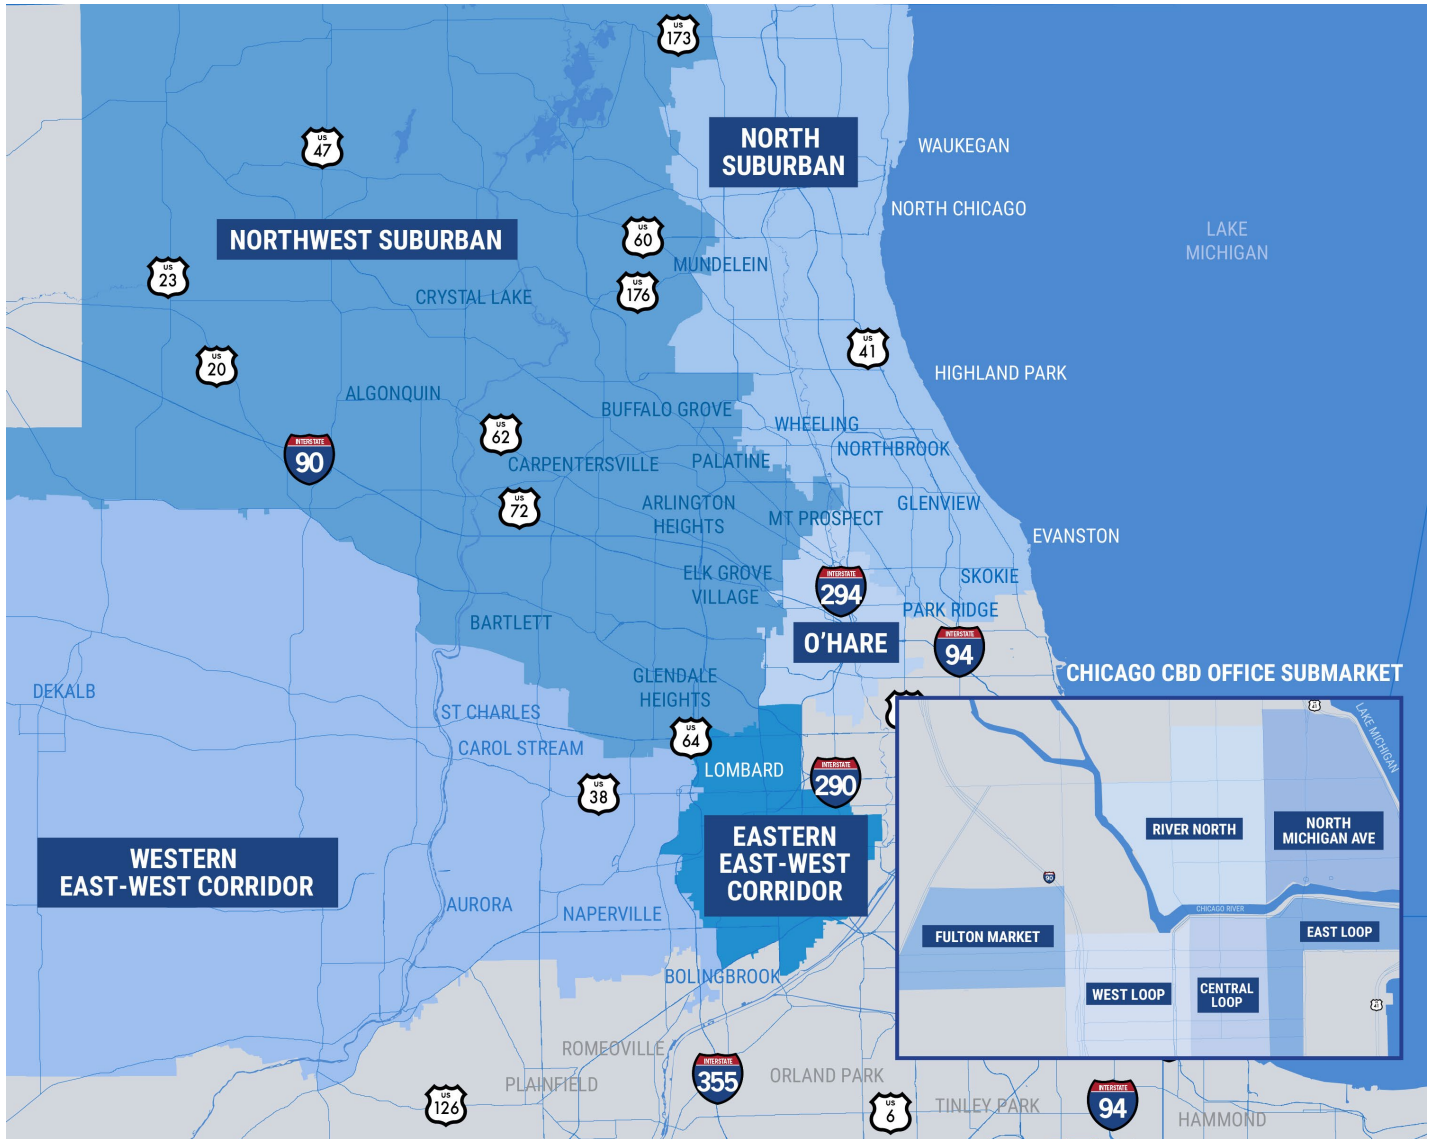 US
173
NORTH
SUBURBAN
WAUKEGAN
US
47
NORTH CHICAGO
NORTHWEST SUBURBAN
US
60
LAKE
MICHIGAN
MUNDELEIN
US
23
US
176
CRYSTAL LAKE
US
41
US
20
HIGHLAND PARK
ALGONQUIN
BUFFALO GROVE
WHEELING
US
62
NORTHBROOK
INTERSTATE
90
CARPENTERSVILLE
PALATINE
US
72
ARLINGTON
HEIGHTS
GLENVIEW
MT PROSPECT
EVANSTON
ELK GROVE
VILLAGE
INTERSTATE
294
SKOKIE
PARK RIDGE
BARTLETT
O'HARE
INTERSTATE
94
CHICAGO CBD OFFICE SUBMARKET
GLENDALE
HEIGHTS
DEKALB
ST CHARLES
US
64
CAROL STREAM
LOMBARD
INTERSTATE
290
US
38
LAKE MICHIGAN
RIVER NORTH
NORTH
MICHIGAN AVE
EASTERN
EAST-WEST
CORRIDOR
WESTERN
EAST-WEST CORRIDOR
90
AURORA
NAPERVILLE
CHICAGO RIVER
FULTON MARKET
EAST LOOP
BOLINGBROOK
WEST LOOP
CENTRAL
LOOP
ROMEOVILLE
INTERSTATE
355
PLAINFIELD
ORLAND PARK
US
126
US
6
TINLEY PARK
INTERSTATE
94
HAMMOND